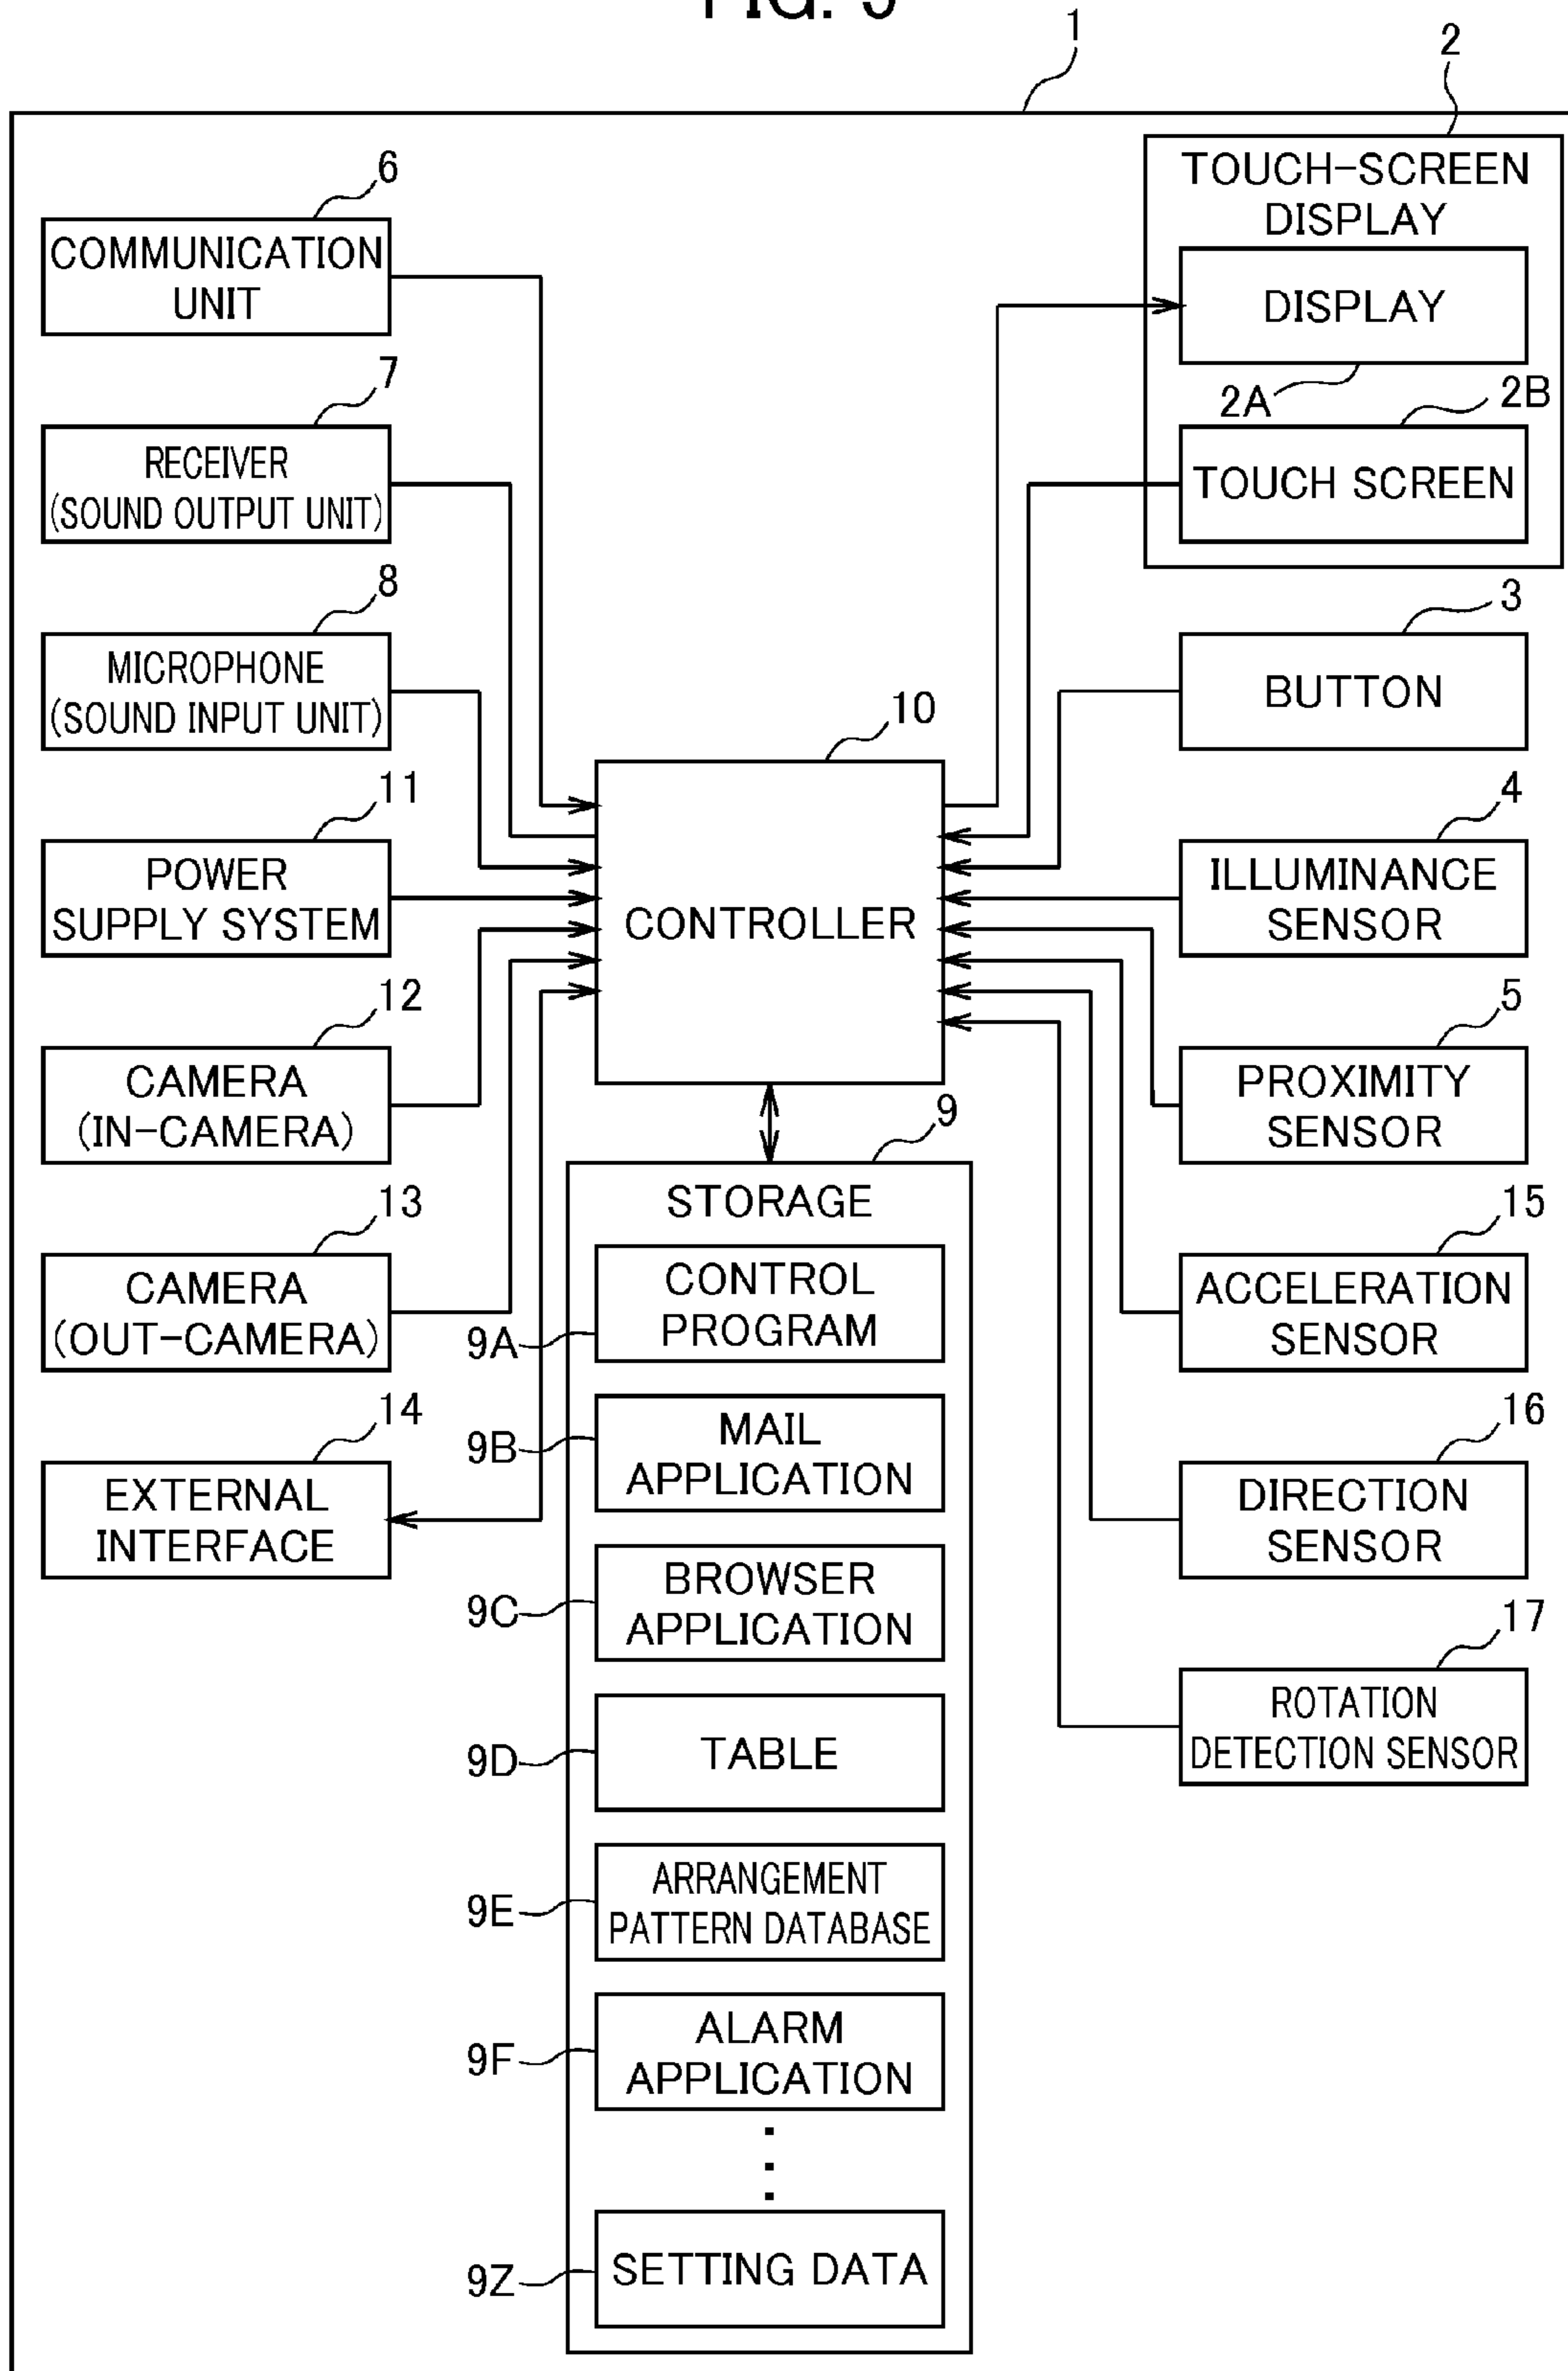 1
2
TOUCH-SCREEN
DISPLAY
DISPLAY
2A
2B
TOUCH SCREEN
6
COMMUNICATION
UNIT
7
RECEIVER
(SOUND OUTPUT UNIT)
8
MICROPHONE
(SOUND INPUT UNIT)
11
POWER
SUPPLY SYSTEM
12
CAMERA
(IN-CAMERA)
13
CAMERA
(OUT-CAMERA)
14
EXTERNAL
INTERFACE
10
CONTROLLER
3
BUTTON
4
ILLUMINANCE
SENSOR
5
PROXIMITY
SENSOR
15
ACCELERATION
SENSOR
16
DIRECTION
SENSOR
17
ROTATION
DETECTION SENSOR
9
STORAGE
9A
CONTROL
PROGRAM
9B
MAIL
APPLICATION
9C
BROWSER
APPLICATION
9D
TABLE
9E
ARRANGEMENT
PATTERN DATABASE
9F
ALARM
APPLICATION
9Z
SETTING DATA